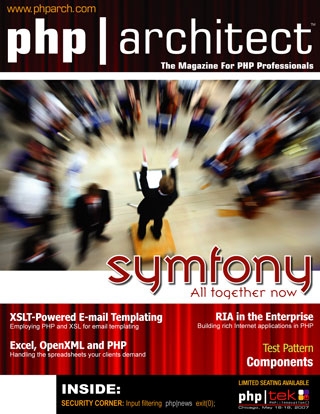 www.phparch.com
php|architect™
The Magazine For PHP Professionals
symfony
All together now
XSLT-Powered E-mail Templating
Employing PHP and XSL for email templating
Excel, OpenXML and PHP
Handling the spreadsheets your clients demand
RIA in the Enterprise
Building rich Internet applications in PHP
Test Pattern
Components
INSIDE:
SECURITY CORNER: Input filtering php|news exit(0);
LIMITED SEATING AVAILABLE
php|tek
Chicago, May 16-18, 2007